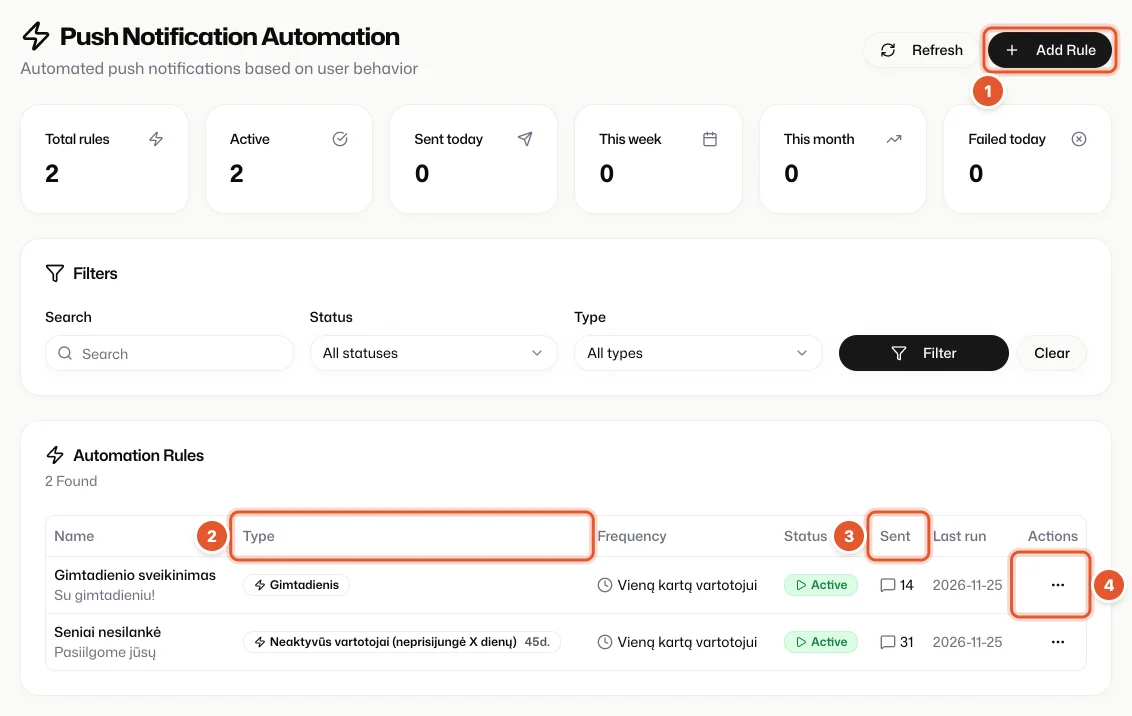 Push Notification Automation
Automated push notifications based on user behavior
Refresh
+ Add Rule
1
Total rules
2
Active
2
Sent today
0
This week
0
This month
0
Failed today
0
Filters
Search
Status
Type
Search
All statuses
All types
Filter
Clear
Automation Rules
2 Found
Name
2
Type
Frequency
Status
3
Sent
Last run
Actions
Gimtadienio sveikinimas
Su gimtadieniu!
Gimtadienis
Vieną kartą vartotojui
Active
14
2026-11-25
...
4
Seniai nesilankė
Pasiilgome jūsų
Neaktyvūs vartotojai (neprisijungė X dienų) 45d.
Vieną kartą vartotojui
Active
31
2026-11-25
...